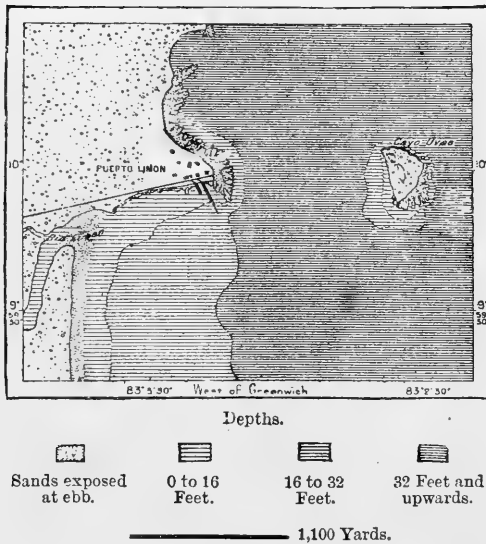 Cayo Uvas
10° 10°
PUERTO LIMON
9° 9°
59 59
30 30
83°3'30" West of Greenwich 83°2'30"
Depths.
Sands exposed at ebb.
0 to 16 Feet.
16 to 32 Feet.
32 Feet and upwards.
1,100 Yards.